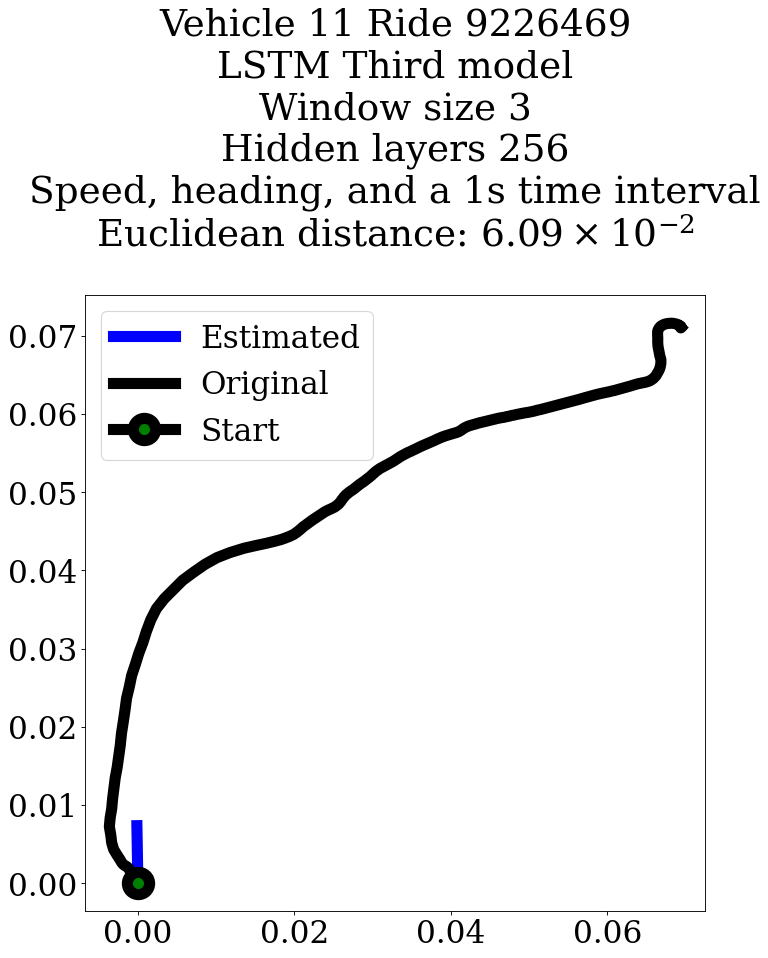 Vehicle 11 Ride 9226469
LSTM Third model
Window size 3
Hidden layers 256
Speed, heading, and a 1s time interval
Euclidean distance: 6.09 × 10⁻²
Estimated
Original
Start
0.07
0.06
0.05
0.04
0.03
0.02
0.01
0.00
0.00 0.02 0.04 0.06